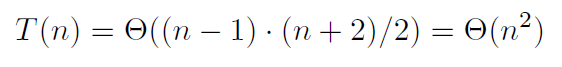 T(n) = Θ((n − 1) · (n + 2)/2) = Θ(n²)